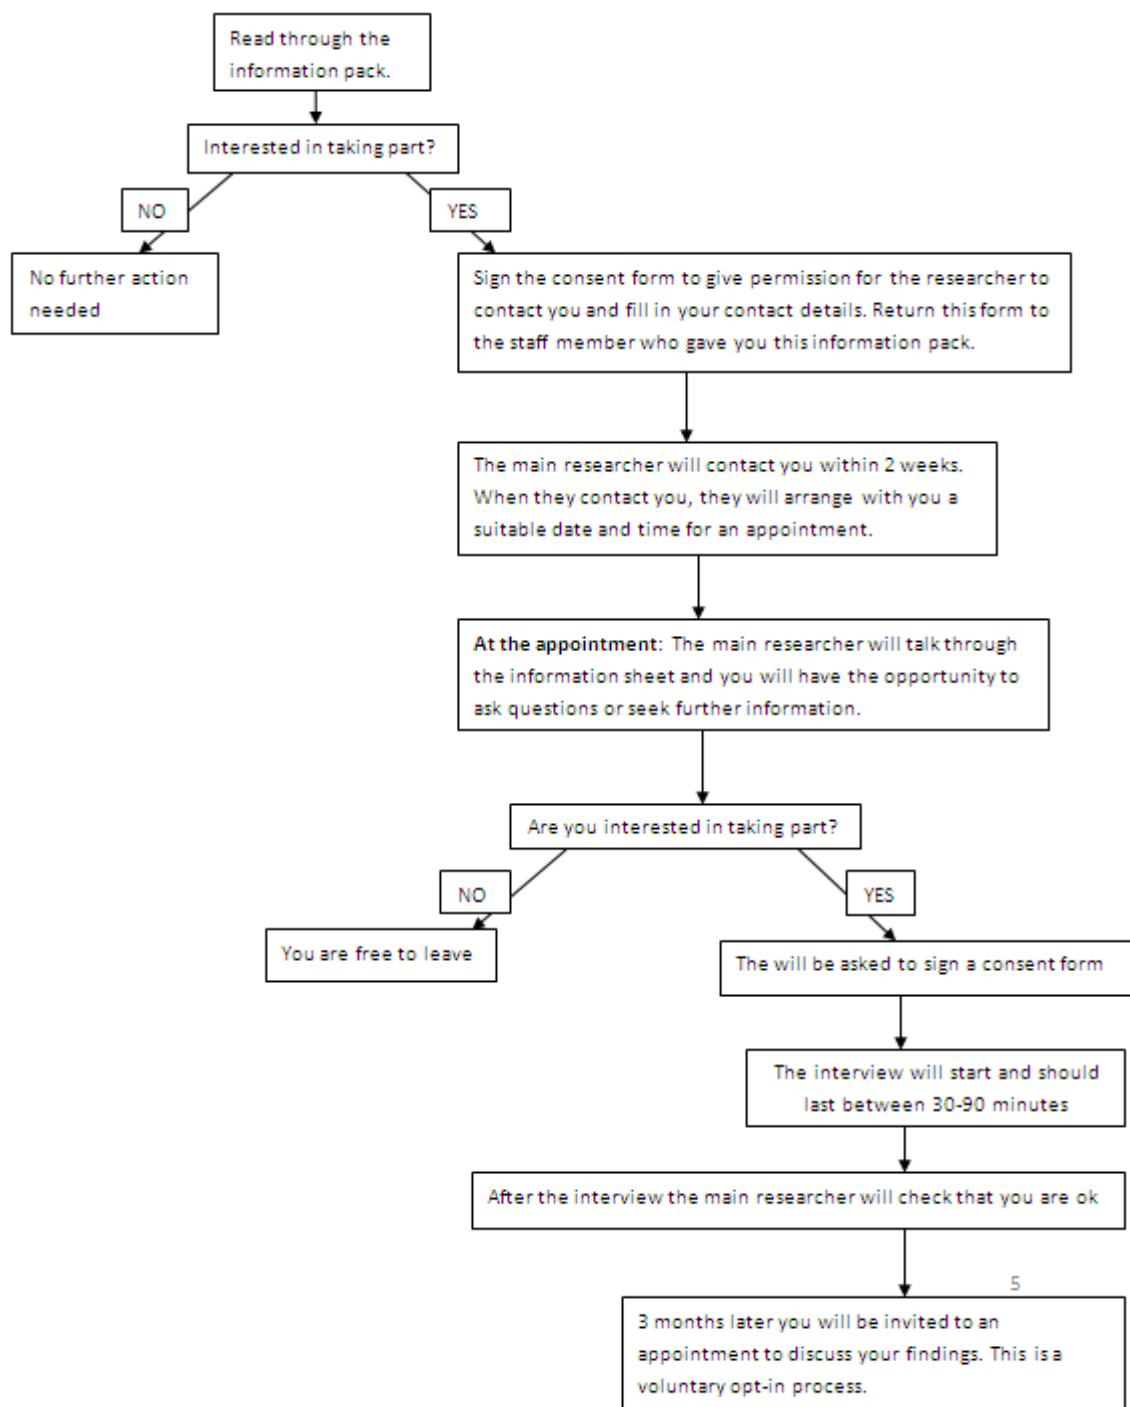 Read through the
information pack.
Interested in taking part?
NO
YES
No further action
needed
Sign the consent form to give permission for the researcher to
contact you and fill in your contact details. Return this form to
the staff member who gave you this information pack.
The main researcher will contact you within 2 weeks.
When they contact you, they will arrange with you a
suitable date and time for an appointment.
At the appointment: The main researcher will talk through
the information sheet and you will have the opportunity to
ask questions or seek further information.
Are you interested in taking part?
NO
YES
You are free to leave
The will be asked to sign a consent form
The interview will start and should
last between 30-90 minutes
After the interview the main researcher will check that you are ok
5
3 months later you will be invited to an
appointment to discuss your findings. This is a
voluntary opt-in process.